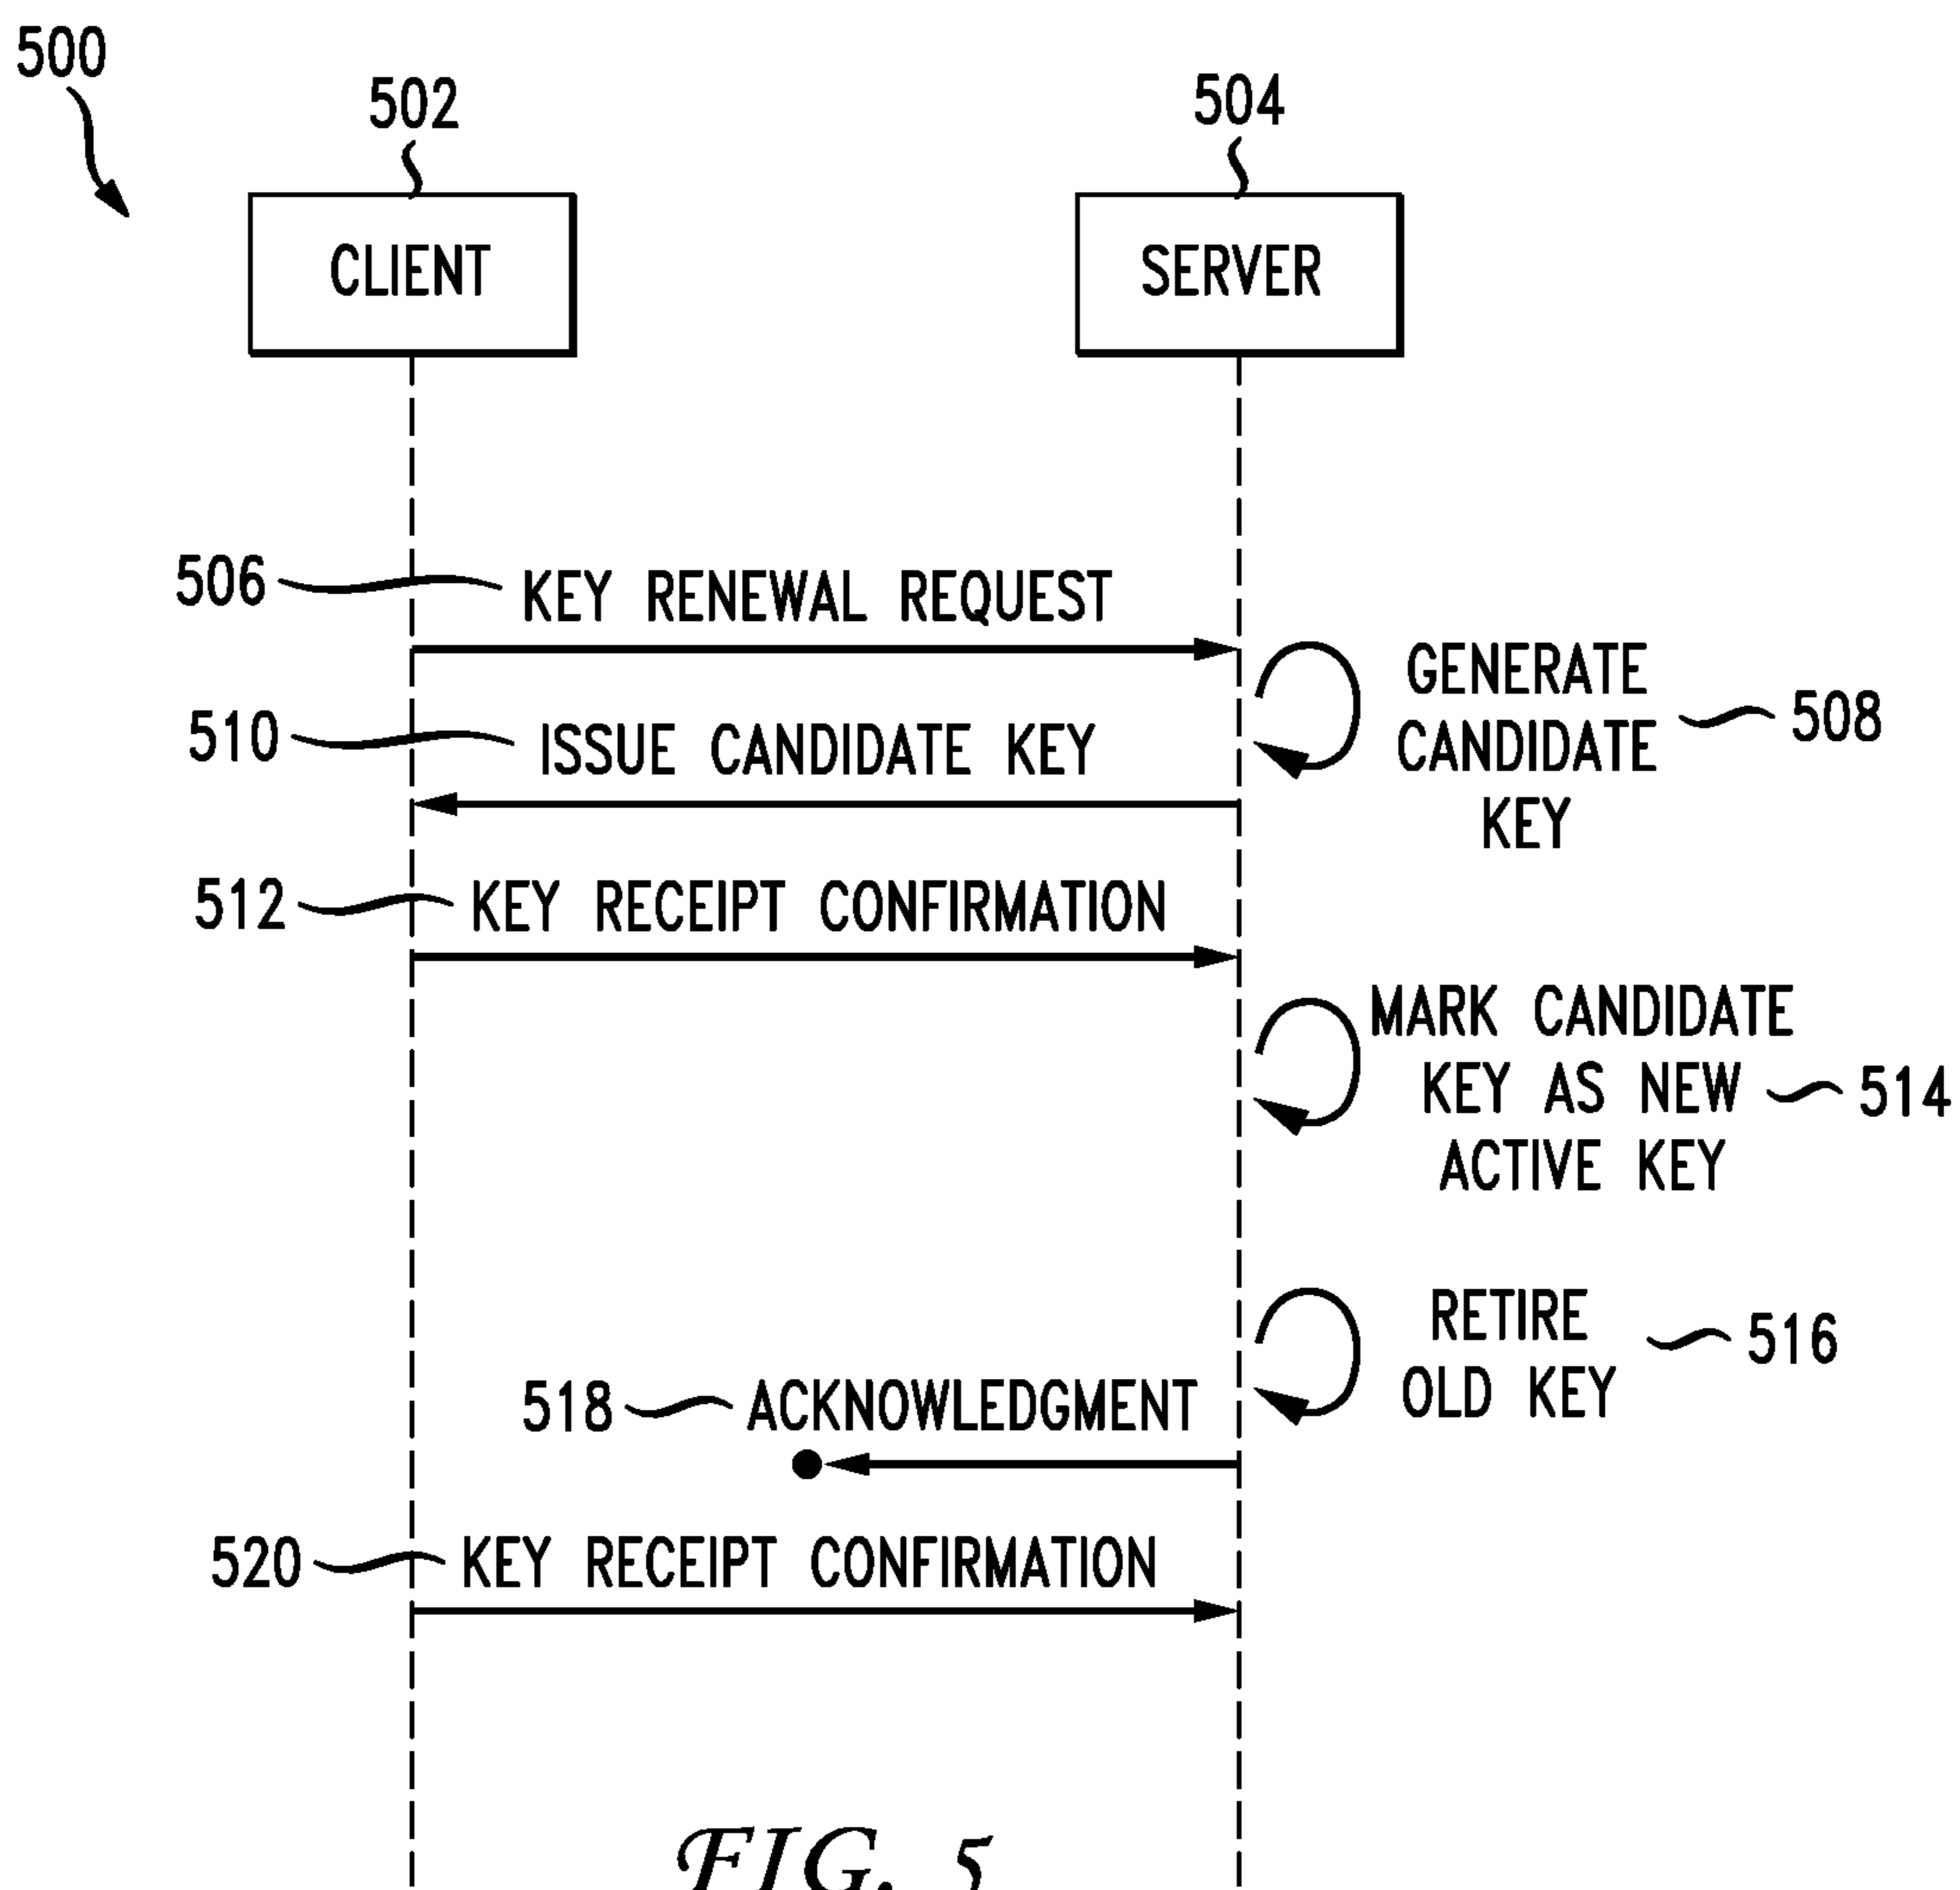 500
502
504
CLIENT
SERVER
506
KEY RENEWAL REQUEST
GENERATE
CANDIDATE
KEY
508
510
ISSUE CANDIDATE KEY
512
KEY RECEIPT CONFIRMATION
MARK CANDIDATE
KEY AS NEW
ACTIVE KEY
514
RETIRE
OLD KEY
516
518
ACKNOWLEDGMENT
520
KEY RECEIPT CONFIRMATION
FIG. 5